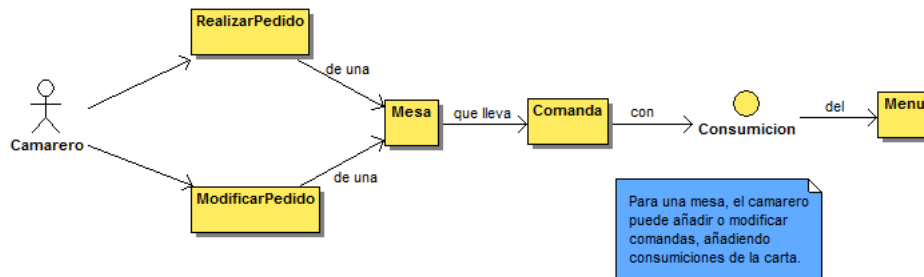 RealizarPedido
de una
Camarero
Mesa
que lleva
Comanda
con
Consumicion
del
Menu
de una
ModificarPedido
Para una mesa, el camarero
puede añadir o modificar
comandas, añadiendo
consumiciones de la carta.